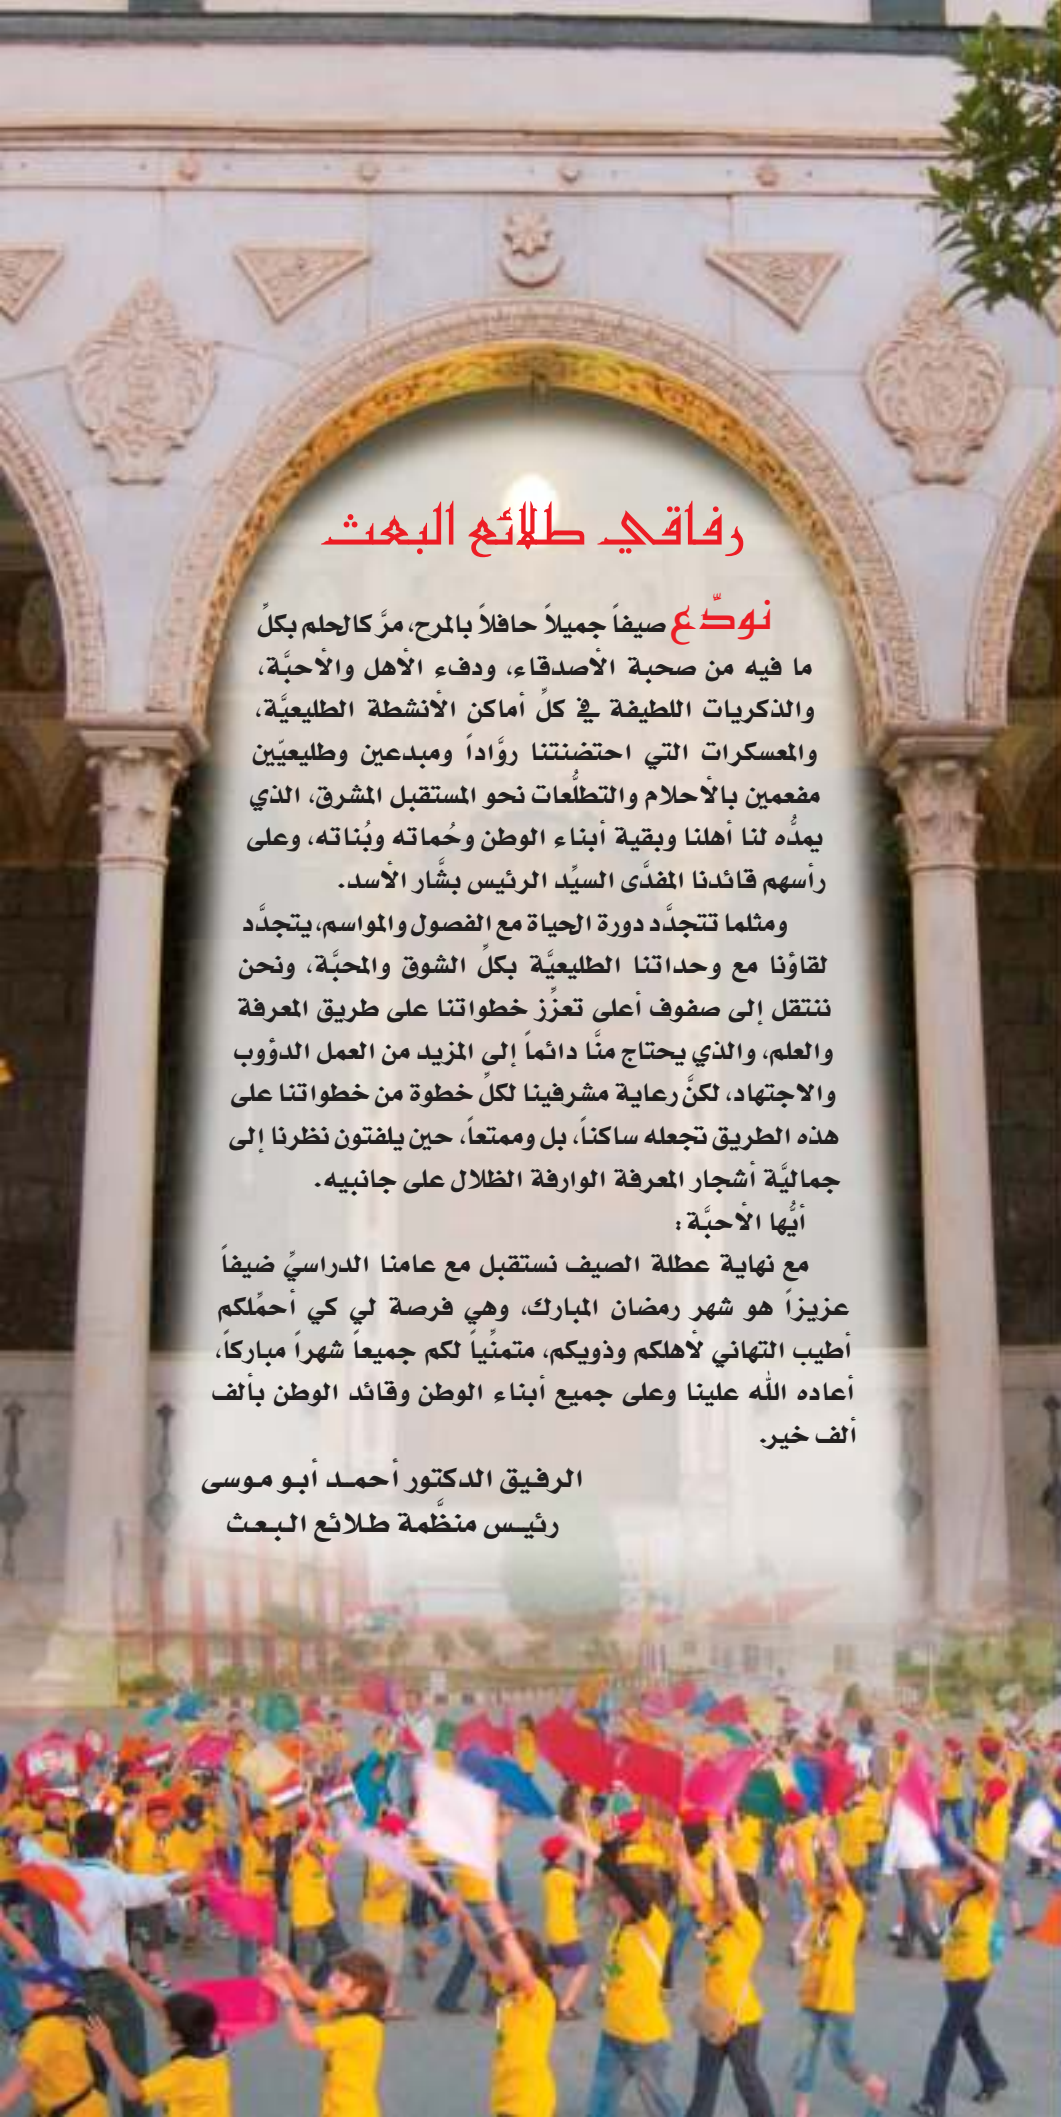 رفاقي طلائع البعث
نودّع صيفاً جميلاً حافلاً بالمرح، مرَّ كالحلم بكلِّ
ما فيه من صحبة الأصدقاء، ودفء الأهل والأحبَّة،
والذكريات اللطيفة في كلِّ أماكن الأنشطة الطليعيَّة،
والمعسكرات التي احتضنتنا روَّاداً ومبدعين وطليعيّين
مفعمين بالأحلام والتطلُّعات نحو المستقبل المشرق، الذي
يمدُّه لنا أهلنا وبقية أبناء الوطن وحُماته وبُناته، وعلى
رأسهم قائدنا المفدَّى السيِّد الرئيس بشَّار الأسد.
ومثلما تتجدَّد دورة الحياة مع الفصول والمواسم، يتجدَّد
لقاؤنا مع وحداتنا الطليعيَّة بكلِّ الشوق والمحبَّة، ونحن
ننتقل إلى صفوف أعلى تعزِّز خطواتنا على طريق المعرفة
والعلم، والذي يحتاج منَّا دائماً إلى المزيد من العمل الدؤوب
والاجتهاد، لكنَّ رعاية مشرفينا لكلِّ خطوة من خطواتنا على
هذه الطريق تجعله ساكناً، بل وممتعاً، حين يلفتون نظرنا إلى
جماليَّة أشجار المعرفة الوارفة الظلال على جانبيه.
أيُّها الأحبَّة :
مع نهاية عطلة الصيف نستقبل مع عامنا الدراسيِّ ضيفاً
عزيزاً هو شهر رمضان المبارك، وهي فرصة لي كي أحمِّلكم
أطيب التهاني لأهلكم وذويكم، متمنِّياً لكم جميعاً شهراً مباركاً،
أعاده الله علينا وعلى جميع أبناء الوطن وقائد الوطن بألف
ألف خير.
الرفيق الدكتور أحمد أبو موسى
رئيس منظَّمة طلائع البعث